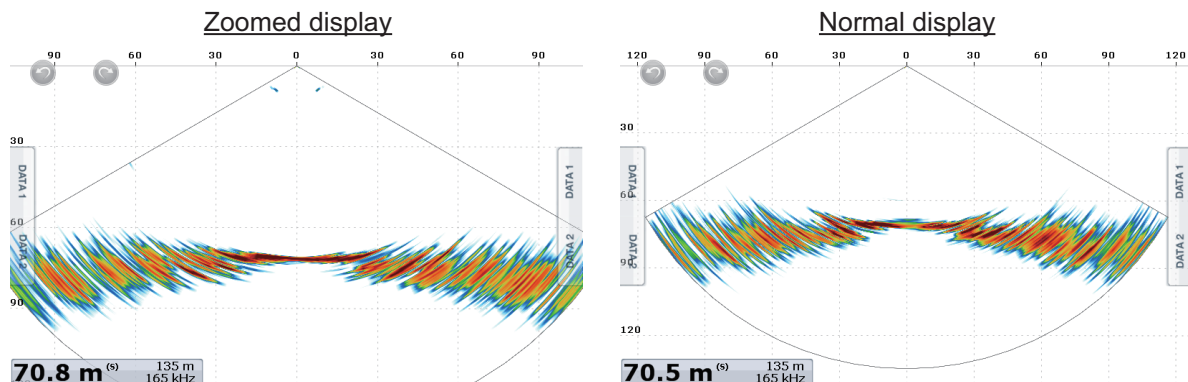 Zoomed display
90 60 30 0 30 60 90
30
DATA 1
DATA 1
60
DATA 2
DATA 2
90
70.8 m (s) 135 m
165 kHz
Normal display
120 90 60 30 0 30 60 90 120
30
DATA 1
DATA 1
60
DATA 2
DATA 2
90
120
70.5 m (s) 135 m
165 kHz